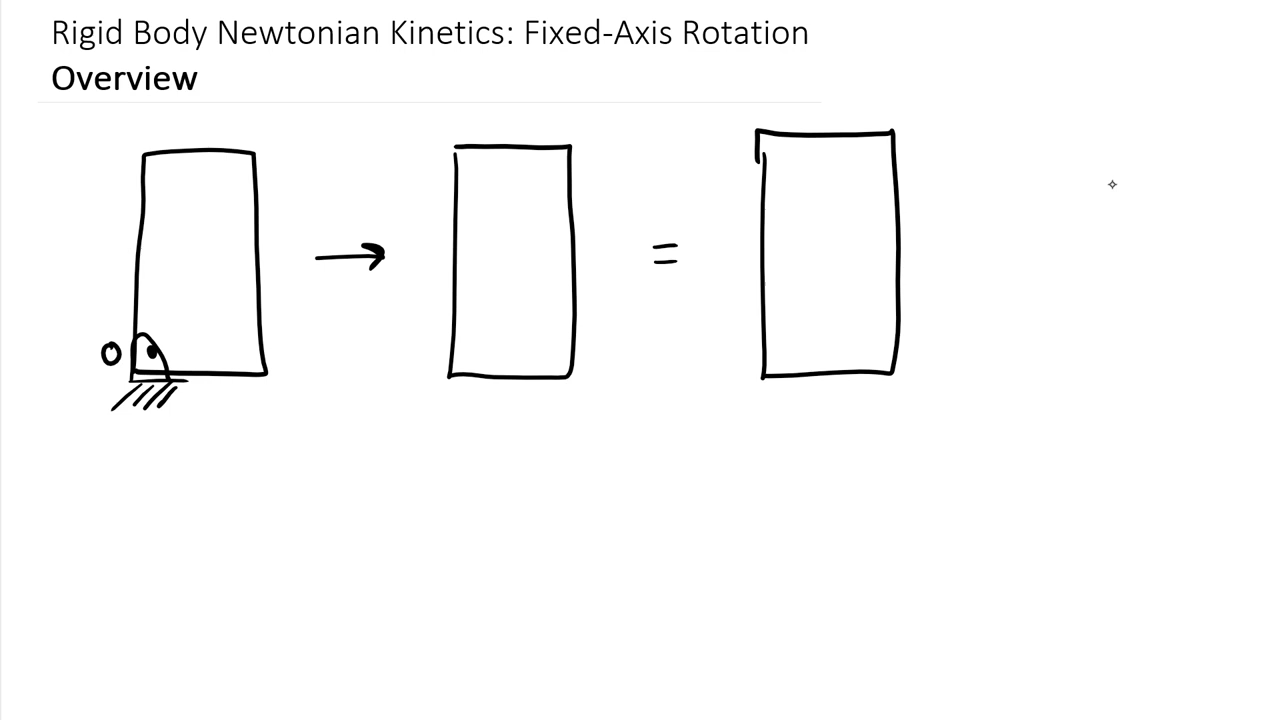 Rigid Body Newtonian Kinetics: Fixed-Axis Rotation
Overview
=
O